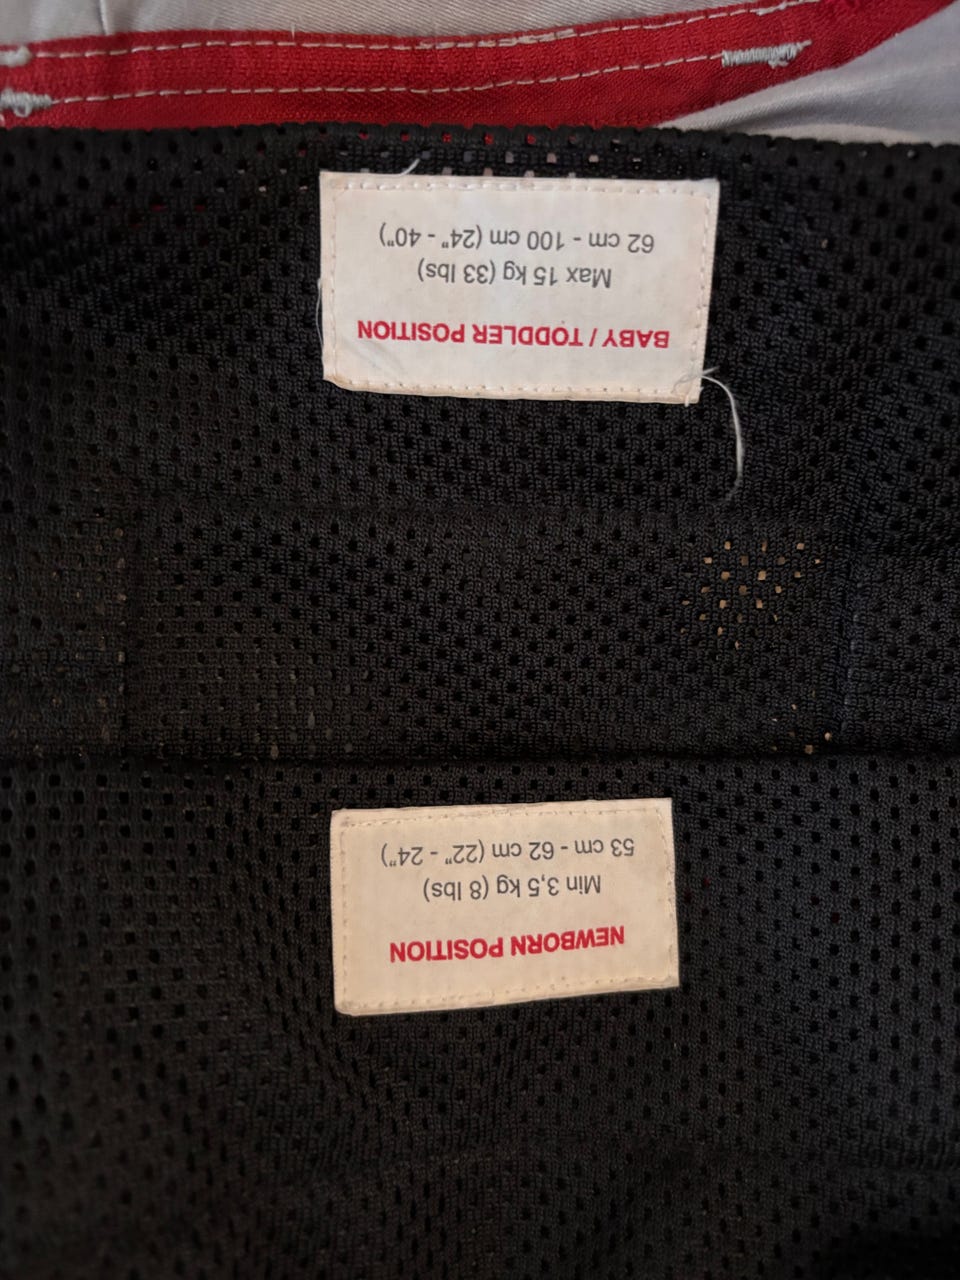 NEWBORN POSITION
Min 3,5 kg (8 lbs)
53 cm - 62 cm (22" - 24")
BABY / TODDLER POSITION
Max 15 kg (33 lbs)
62 cm - 100 cm (24" - 40")